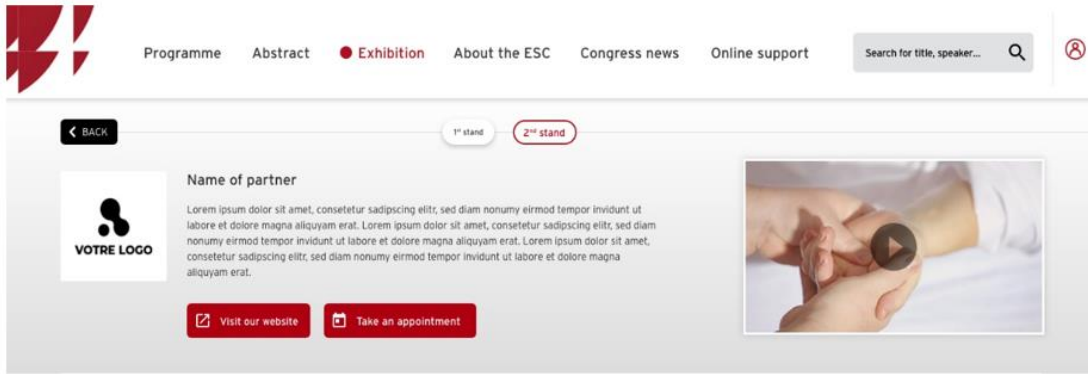 Programme Abstract Exhibition About the ESC Congress news Online support Search for title, speaker...
BACK 1st stand 2nd stand
Name of partner
Lorem ipsum dolor sit amet, consetetur sadipscing elitr, sed diam nonumy eirmod tempor invidunt ut
labore et dolore magna aliquyam erat. Lorem ipsum dolor sit amet, consetetur sadipscing elitr, sed diam
nonumy eirmod tempor invidunt ut labore et dolore magna aliquyam erat. Lorem ipsum dolor sit amet,
consetetur sadipscing elitr, sed diam nonumy eirmod tempor invidunt ut labore et dolore magna
aliquyam erat.
VOTRE LOGO
Visit our website Take an appointment